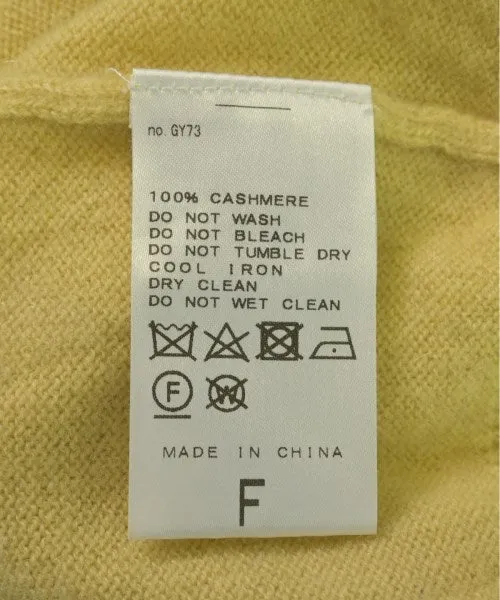 no. GY73
100% CASHMERE
DO NOT WASH
DO NOT BLEACH
DO NOT TUMBLE DRY
COOL IRON
DRY CLEAN
DO NOT WET CLEAN
F W
MADE IN CHINA
F